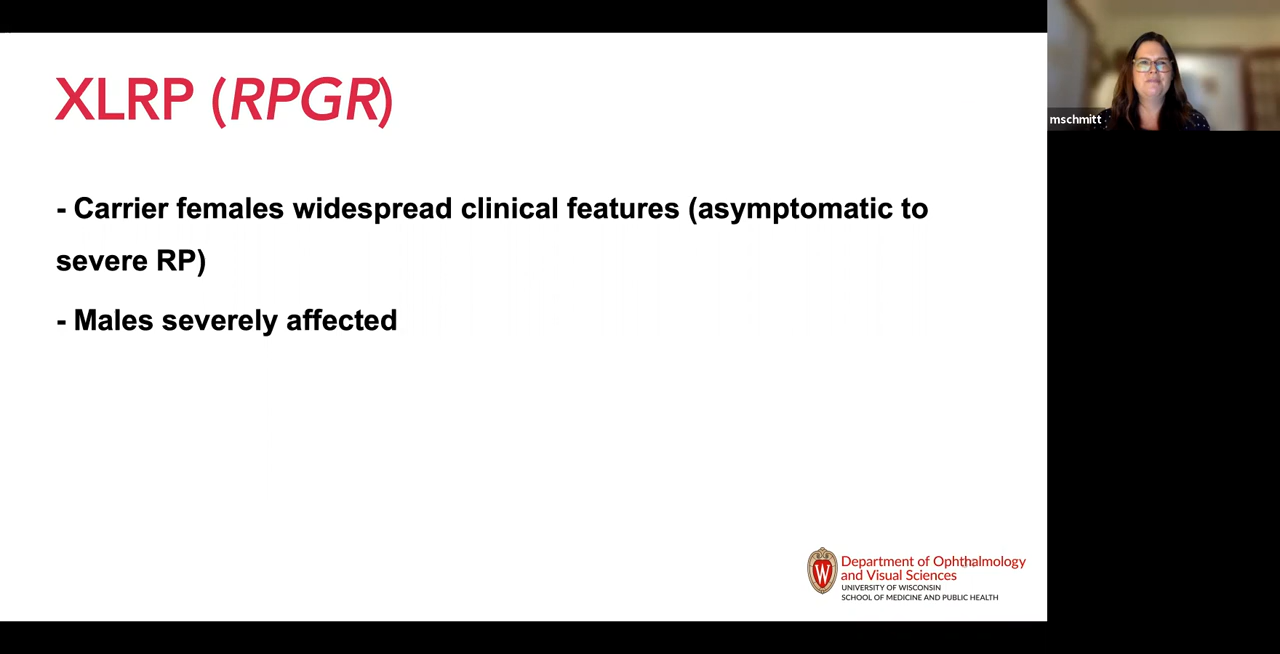 XLRP (RPGR)
- Carrier females widespread clinical features (asymptomatic to
severe RP)
- Males severely affected
mschmitt
W
Department of Ophthalmology
and Visual Sciences
UNIVERSITY OF WISCONSIN
SCHOOL OF MEDICINE AND PUBLIC HEALTH